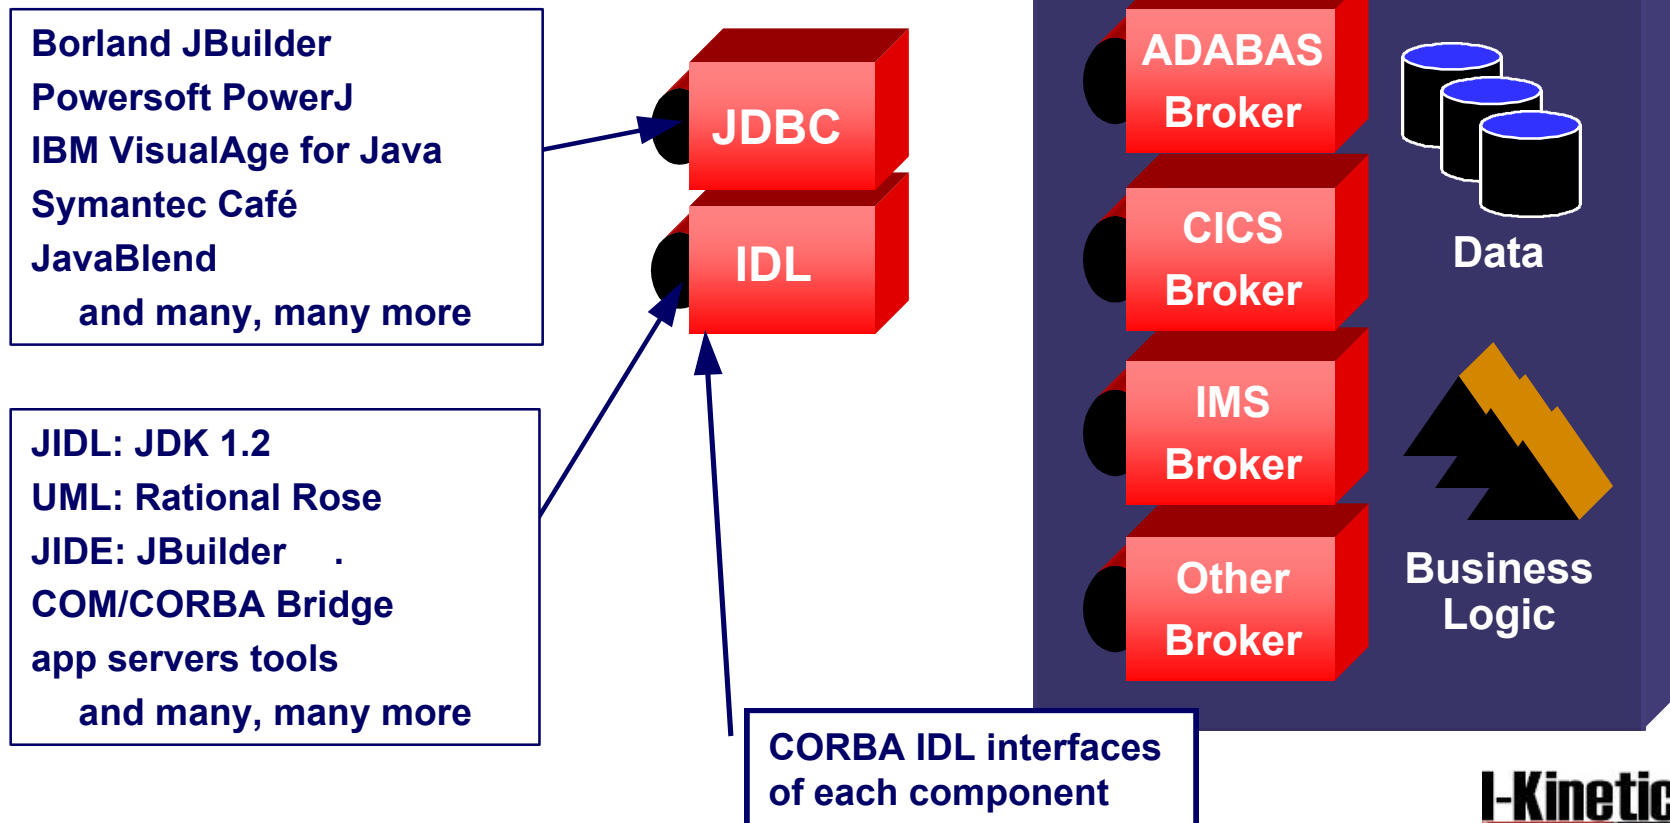 Borland JBuilder
Powersoft PowerJ
IBM VisualAge for Java
Symantec Café
JavaBlend
and many, many more
JIDL: JDK 1.2
UML: Rational Rose
JIDE: JBuilder .
COM/CORBA Bridge
app servers tools
and many, many more
JDBC
IDL
CORBA IDL interfaces
of each component
ADABAS
Broker
CICS
Broker
IMS
Broker
Other
Broker
Data
Business
Logic
I-Kinetic